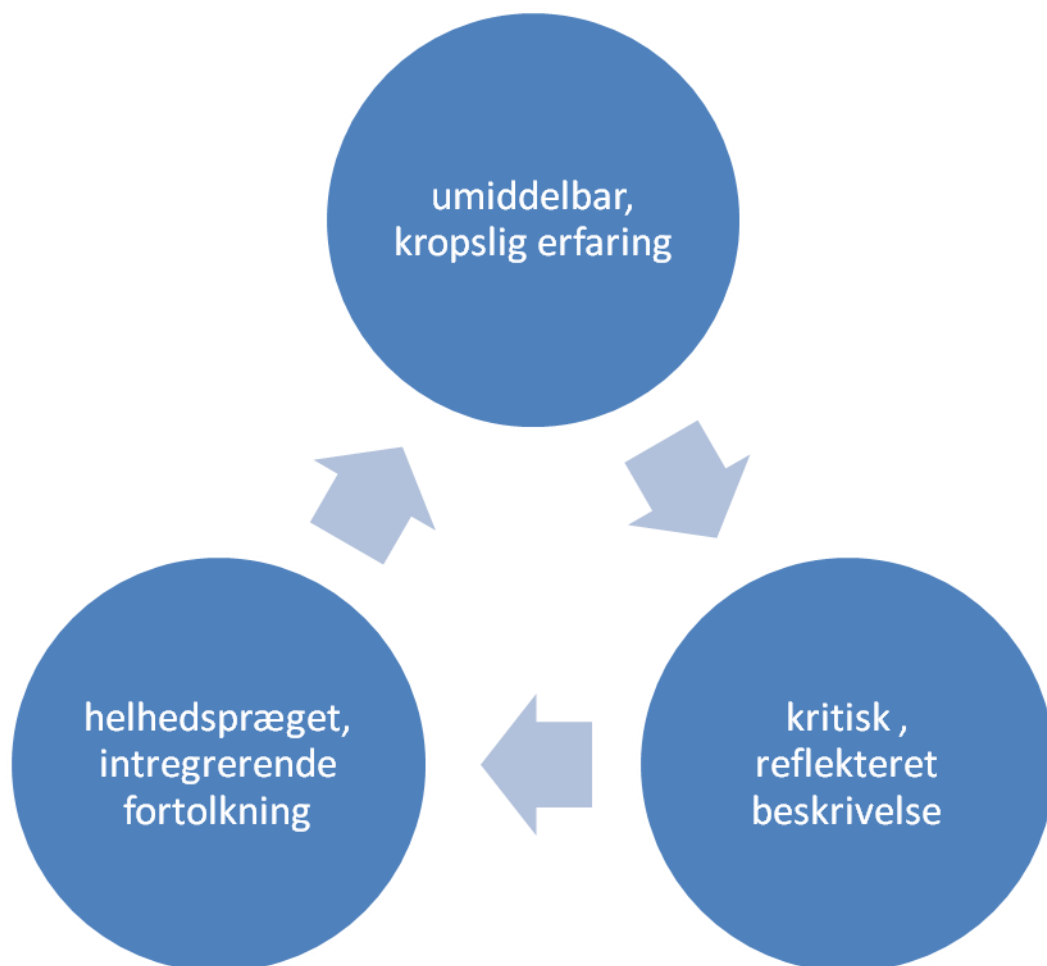 umiddelbar,
kropslig erfaring
kritisk ,
reflekteret
beskrivelse
helhedspræget,
intregrerende
fortolkning